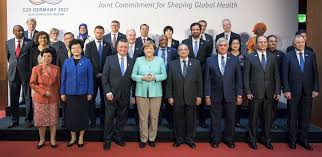 G20 GERMANY 2017
Joint Commitment for Shaping Global Health